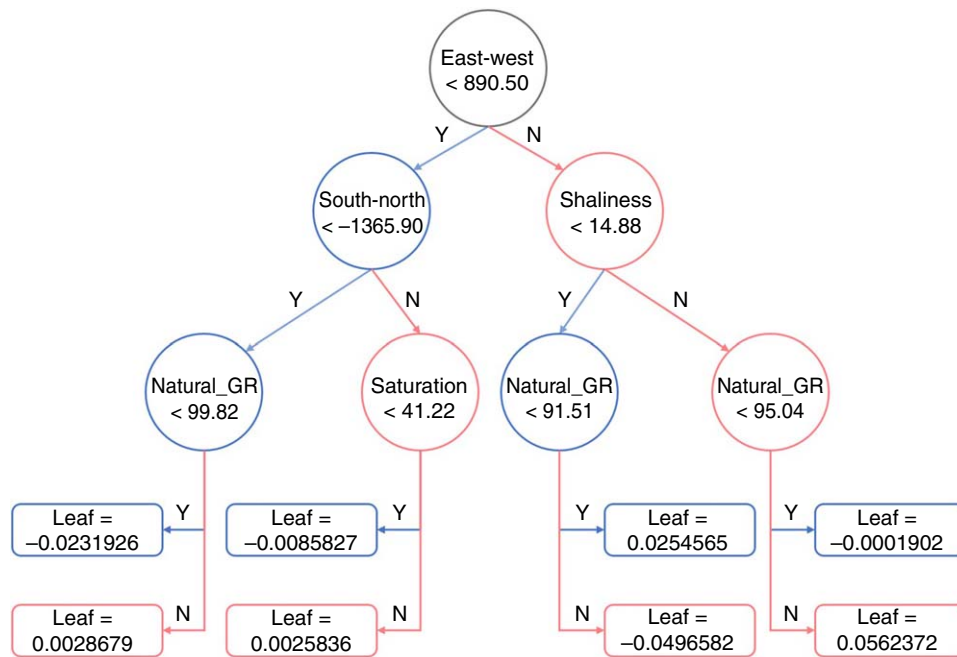 East-west
< 890.50
Y
N
South-north
< –1365.90
Shaliness
< 14.88
Y
N
Y
N
Natural_GR
< 99.82
Saturation
< 41.22
Natural_GR
< 91.51
Natural_GR
< 95.04
Leaf =
–0.0231926
Y
Leaf =
–0.0085827
Y
Y
Leaf =
0.0254565
Y
Leaf =
–0.0001902
Leaf =
0.0028679
N
Leaf =
0.0025836
N
N
Leaf =
–0.0496582
N
Leaf =
0.0562372